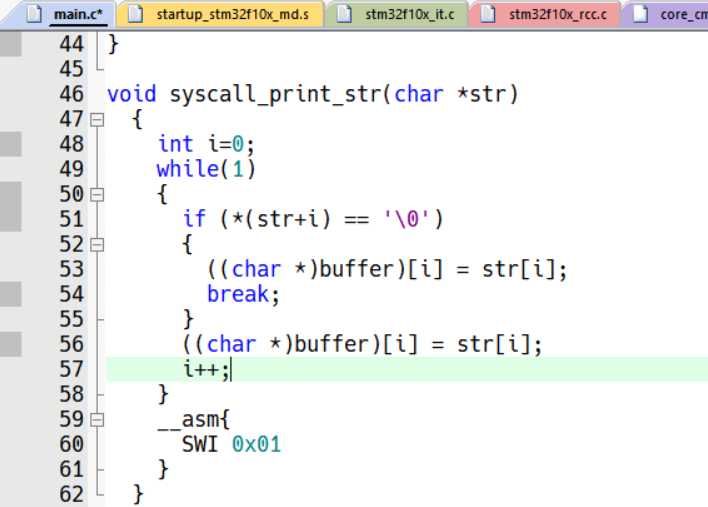 main.c* startup_stm32f10x_md.s stm32f10x_it.c stm32f10x_rcc.c core_cm
44 }
45
46 void syscall_print_str(char *str)
47 {
48 int i=0;
49 while(1)
50 {
51 if (*(str+i) == '\0')
52 {
53 ((char *)buffer)[i] = str[i];
54 break;
55 }
56 ((char *)buffer)[i] = str[i];
57 i++;
58 }
59 __asm{
60 SWI 0x01
61 }
62 }